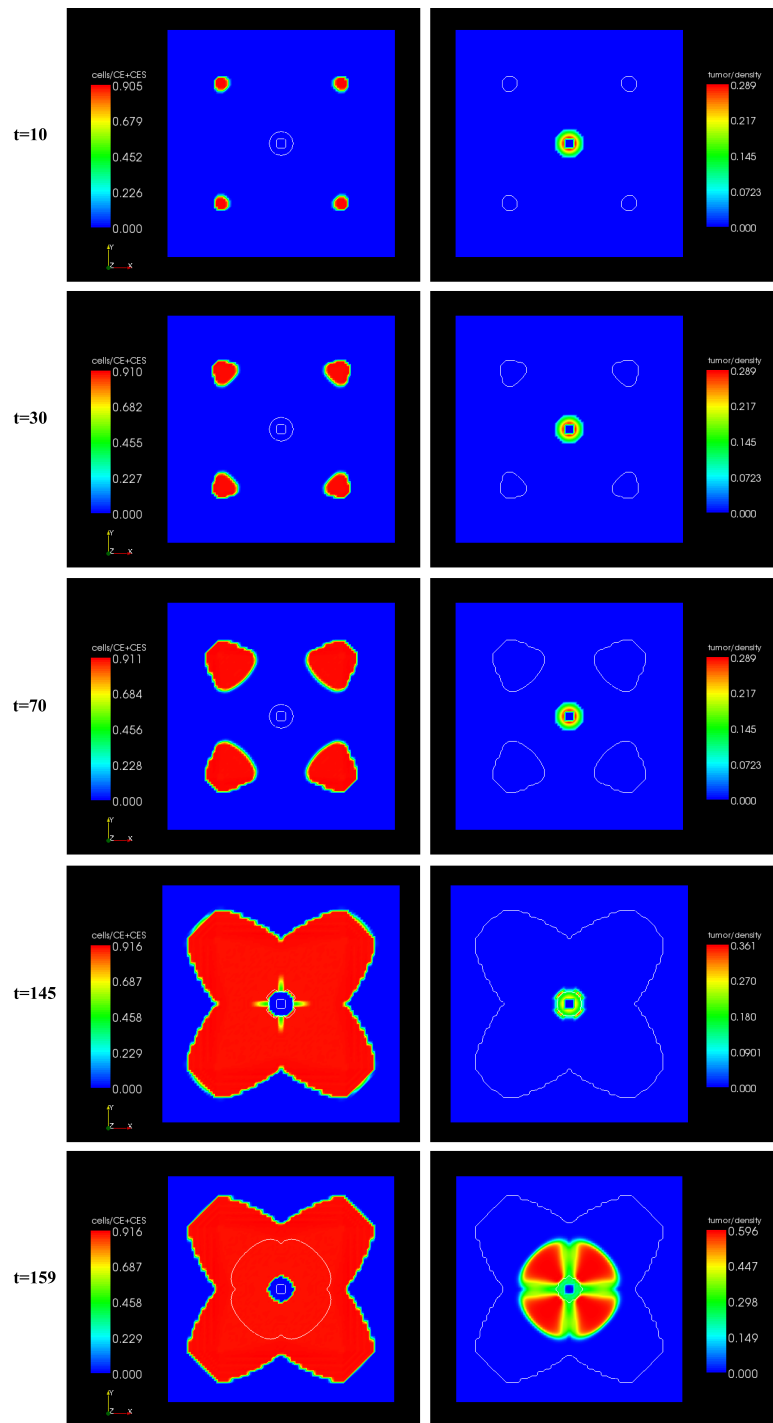 cells/CE+CES
0.905
0.679
0.452
0.226
0.000
Y
Z X
t=10
tumor/density
0.289
0.217
0.145
0.0723
0.000
cells/CE+CES
0.910
0.682
0.455
0.227
0.000
Y
Z X
t=30
tumor/density
0.289
0.217
0.145
0.0723
0.000
cells/CE+CES
0.911
0.684
0.456
0.228
0.000
Y
Z X
t=70
tumor/density
0.289
0.217
0.145
0.0723
0.000
cells/CE+CES
0.916
0.687
0.458
0.229
0.000
Y
Z X
t=145
tumor/density
0.361
0.270
0.180
0.0901
0.000
cells/CE+CES
0.916
0.687
0.458
0.229
0.000
Y
Z X
t=159
tumor/density
0.596
0.447
0.298
0.149
0.000